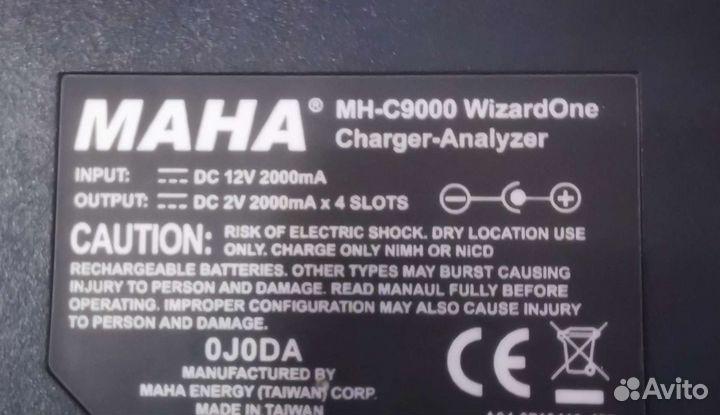 MAHA® MH-C9000 WizardOne
Charger-Analyzer
INPUT: DC 12V 2000mA
OUTPUT: DC 2V 2000mA x 4 SLOTS
CAUTION: RISK OF ELECTRIC SHOCK. DRY LOCATION USE
ONLY. CHARGE ONLY NiMH OR NiCD
RECHARGEABLE BATTERIES. OTHER TYPES MAY BURST CAUSING
INJURY TO PERSON AND DAMAGE. READ MANAUL FULLY BEFORE
OPERATING. IMPROPER CONFIGURATION MAY ALSO CAUSE INJURY
TO PERSON AND DAMAGE.
0J0DA
MANUFACTURED BY
MAHA ENERGY (TAIWAN) CORP.
MADE IN TAIWAN
CE
Avito